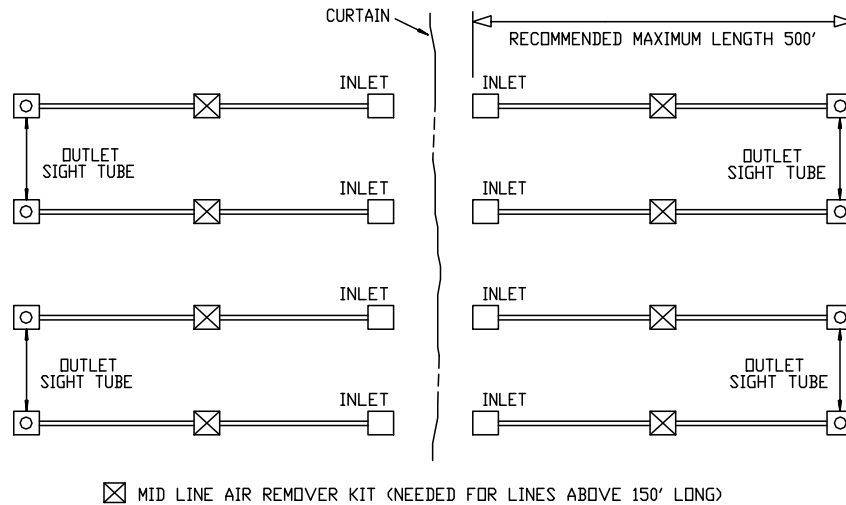 CURTAIN
RECOMMENDED MAXIMUM LENGTH 500'
INLET
INLET
OUTLET
SIGHT TUBE
OUTLET
SIGHT TUBE
INLET
INLET
INLET
INLET
OUTLET
SIGHT TUBE
OUTLET
SIGHT TUBE
INLET
INLET
MID LINE AIR REMOVER KIT (NEEDED FOR LINES ABOVE 150' LONG)